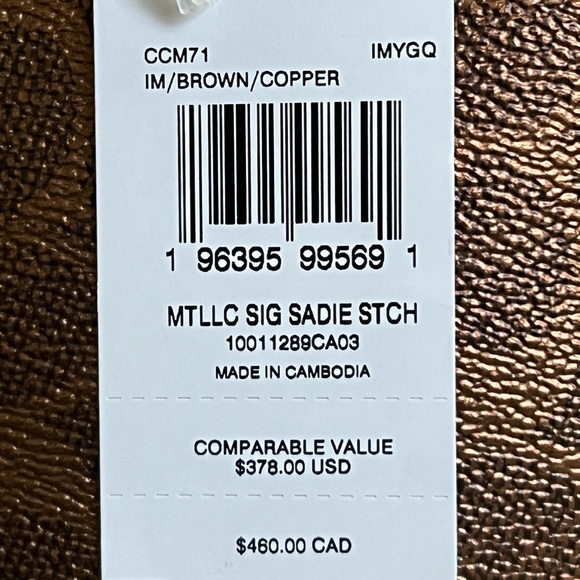 CCM71 IMYGQ
IM/BROWN/COPPER
1 96395 99569 1
MTLLC SIG SADIE STCH
10011289CA03
MADE IN CAMBODIA
COMPARABLE VALUE
$378.00 USD
$460.00 CAD